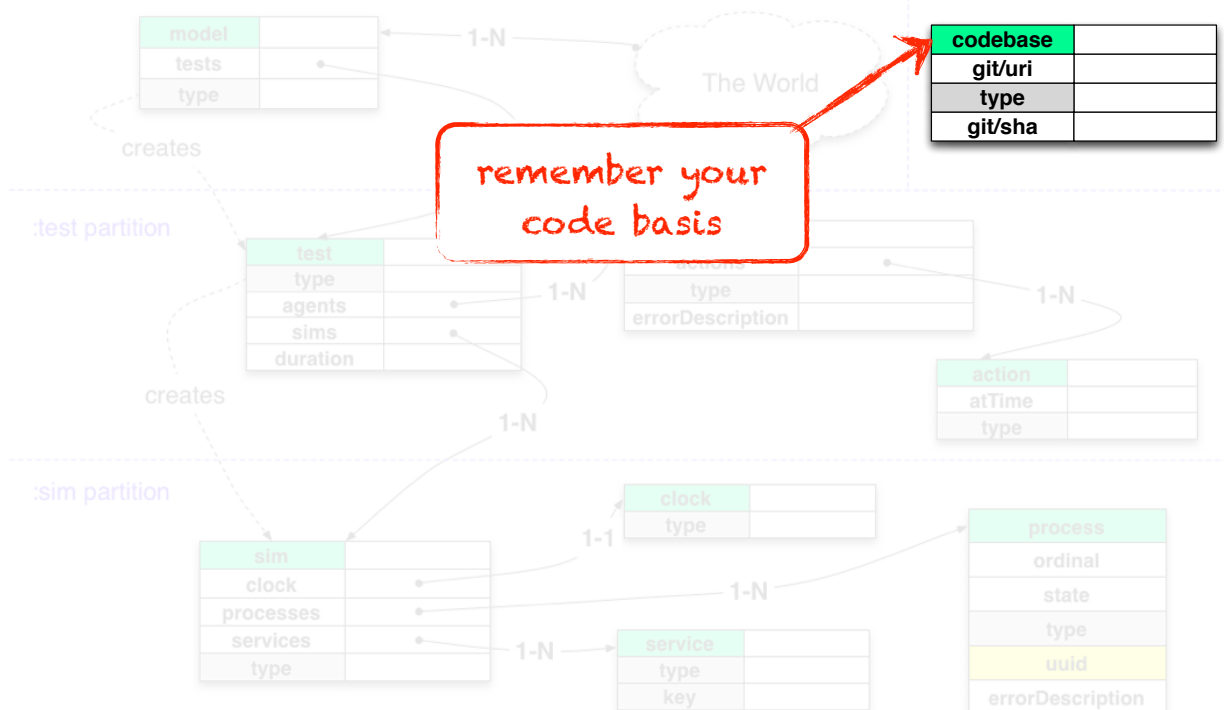 model
tests
type
1-N
The World
codebase
git/uri
type
git/sha
creates
remember your
code basis
:test partition
test
type
agents
sims
duration
1-N
actions
type
errorDescription
1-N
action
atTime
type
creates
1-N
:sim partition
clock
type
1-1
sim
clock
processes
services
type
1-N
1-N
service
type
key
process
ordinal
state
type
uuid
errorDescription